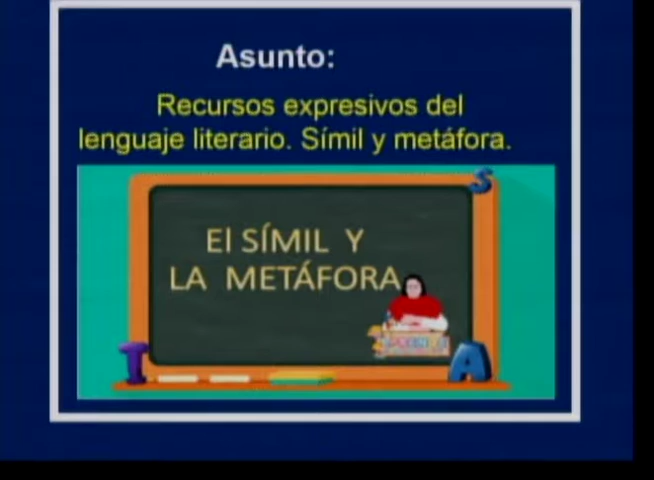 Asunto:
Recursos expresivos del
lenguaje literario. Símil y metáfora.
S
El SÍMIL Y
LA METÁFORA
I
A